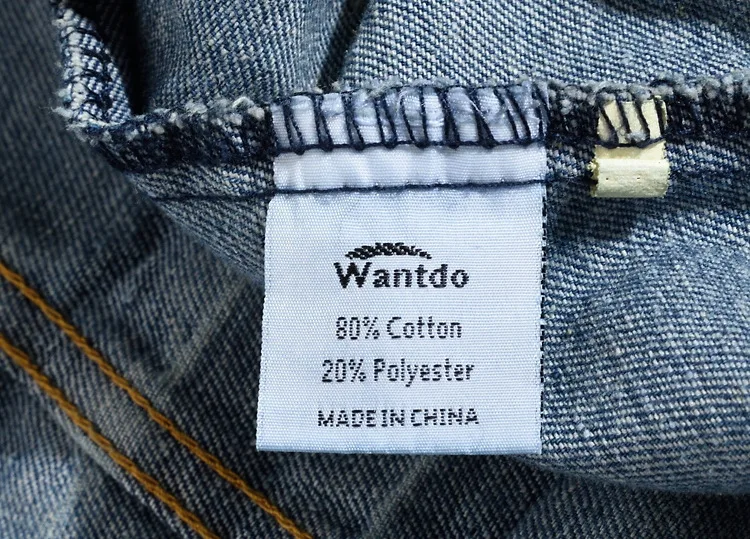 Wantdo
80% Cotton
20% Polyester
MADE IN CHINA